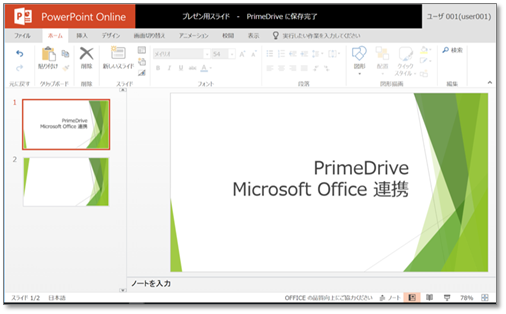 PowerPoint Online
プレゼン用スライド - PrimeDrive に保存完了
ユーザ 001(user001)
ファイル ホーム 挿入 デザイン 画面切り替え アニメーション 校閲 表示 実行したい作業を入力してください
貼り付け 削除 新しいスライド メイリオ 54 図形 配置 クイック スタイル 検索
元に戻す クリップボード 削除 スライド フォント 段落 図形描画 編集
1
PrimeDrive
Microsoft Office 連携
2
PrimeDrive
Microsoft Office 連携
ノートを入力
スライド 1/2 日本語 OFFICE の品質向上にご協力ください ノート 78%